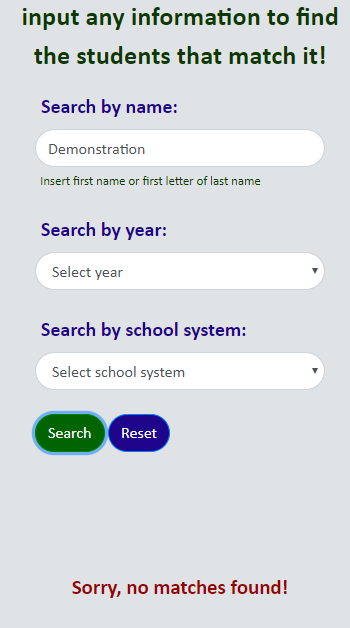 input any information to find
the students that match it!
Search by name:
Demonstration
Insert first name or first letter of last name
Search by year:
Select year
Search by school system:
Select school system
Search Reset
Sorry, no matches found!